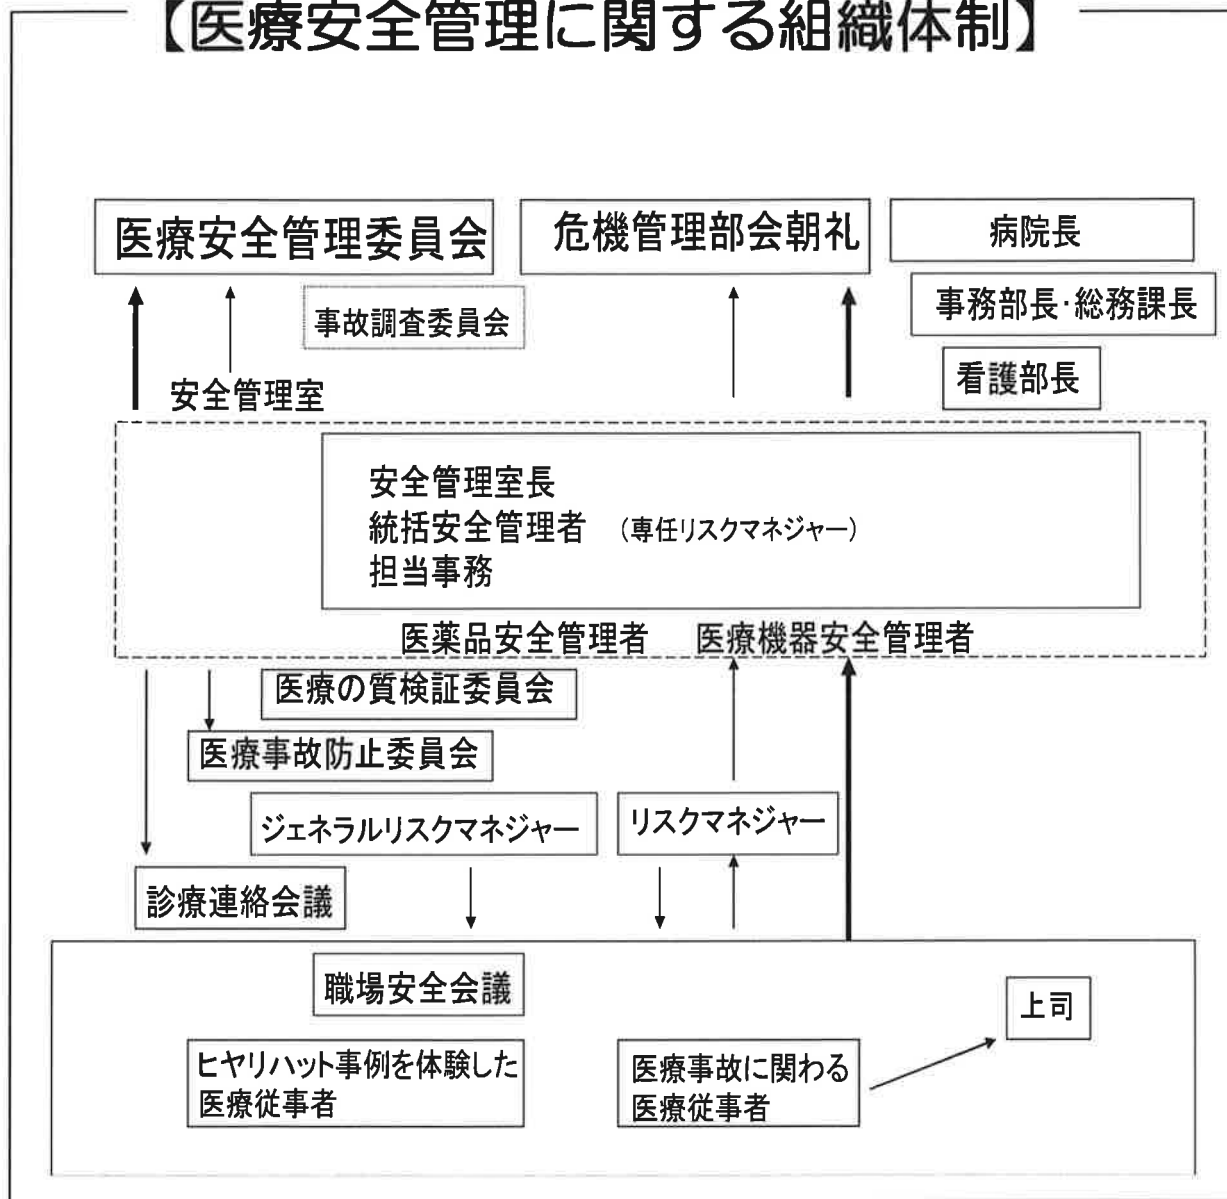 【医療安全管理に関する組織体制】
医療安全管理委員会
危機管理部会朝礼
病院長
事務部長・総務課長
事故調査委員会
看護部長
安全管理室
安全管理室長
統括安全管理者 （専任リスクマネジャー）
担当事務
医薬品安全管理者 医療機器安全管理者
医療の質検証委員会
医療事故防止委員会
ジェネラルリスクマネジャー
リスクマネジャー
診療連絡会議
職場安全会議
上司
ヒヤリハット事例を体験した
医療従事者
医療事故に関わる
医療従事者